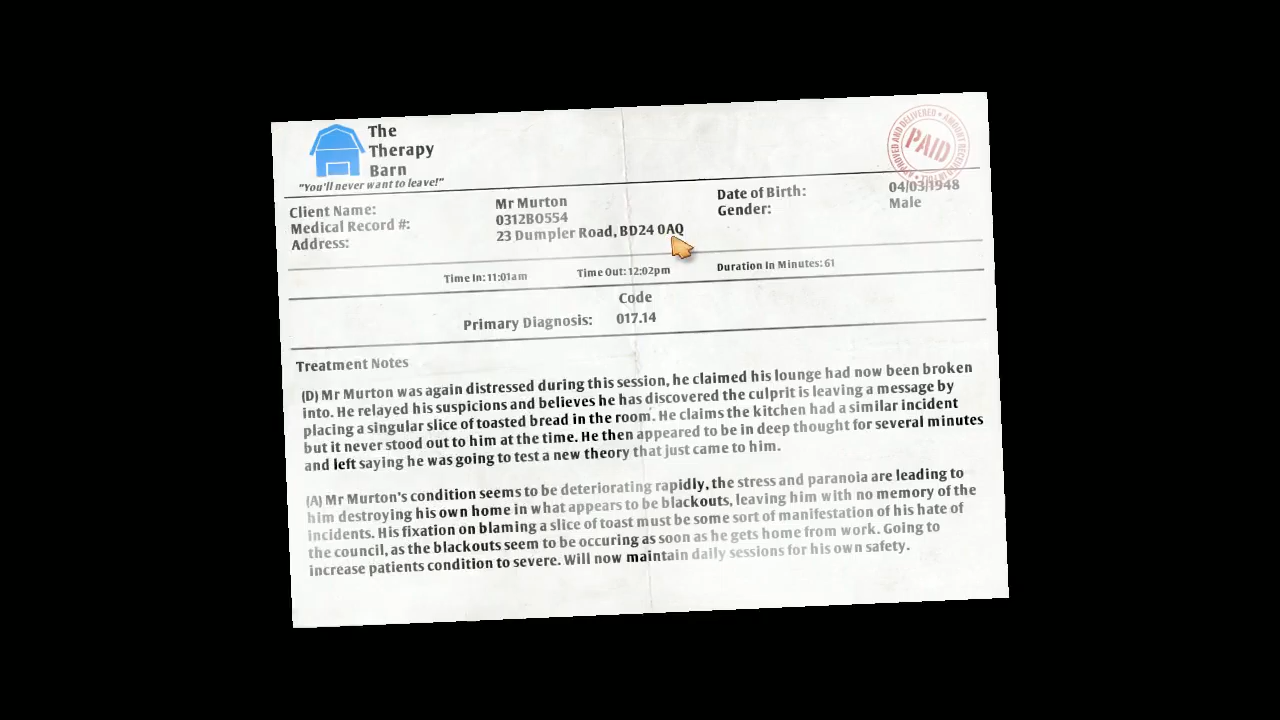 The
Therapy
Barn
"You'll never want to leave!"
APPROVED AND DELIVERED • AMOUNT RECEIVED IN FULL •
PAID
Client Name: Mr Murton Date of Birth: 04/03/1948
Medical Record #: 0312BO554 Gender: Male
Address: 23 Dumpler Road, BD24 0AQ
Time In: 11:01am Time Out: 12:02pm Duration In Minutes: 61
Code
Primary Diagnosis: 017.14
Treatment Notes
(D) Mr Murton was again distressed during this session, he claimed his lounge had now been broken
into. He relayed his suspicions and believes he has discovered the culprit is leaving a message by
placing a singular slice of toasted bread in the room. He claims the kitchen had a similar incident
but it never stood out to him at the time. He then appeared to be in deep thought for several minutes
and left saying he was going to test a new theory that just came to him.
(A) Mr Murton's condition seems to be deteriorating rapidly, the stress and paranoia are leading to
him destroying his own home in what appears to be blackouts, leaving him with no memory of the
incidents. His fixation on blaming a slice of toast must be some sort of manifestation of his hate of
the council, as the blackouts seem to be occuring as soon as he gets home from work. Going to
increase patients condition to severe. Will now maintain daily sessions for his own safety.